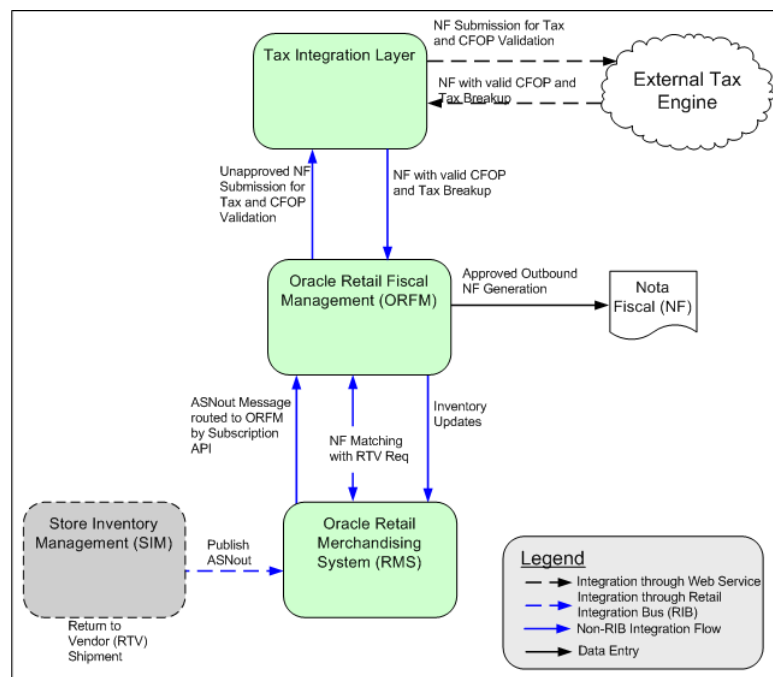 Tax Integration Layer
NF Submission for Tax
and CFOP Validation
NF with valid CFOP and
Tax Breakup
External Tax
Engine
Unapproved NF
Submission for
Tax and CFOP
Validation
NF with valid CFOP
and Tax Breakup
Oracle Retail Fiscal
Management (ORFM)
Approved Outbound
NF Generation
Nota
Fiscal (NF)
ASNout Message
routed to ORFM
by Subscription
API
NF Matching
with RTV Req
Inventory
Updates
Store Inventory
Management (SIM)
Publish
ASNout
Oracle Retail
Merchandising
System (RMS)
Return to
Vendor (RTV)
Shipment
Legend
Integration through Web Service
Integration through Retail
Integration Bus (RIB)
Non-RIB Integration Flow
Data Entry